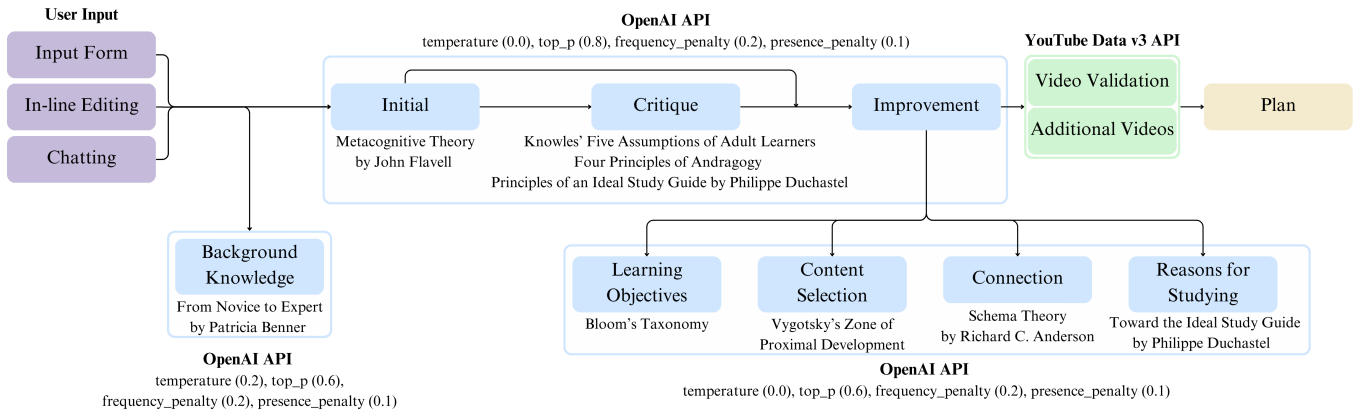 User Input
Input Form
In-line Editing
Chatting
OpenAI API
temperature (0.0), top_p (0.8), frequency_penalty (0.2), presence_penalty (0.1)
Initial
Metacognitive Theory
by John Flavell
Critique
Knowles' Five Assumptions of Adult Learners
Four Principles of Andragogy
Principles of an Ideal Study Guide by Philippe Duchastel
Improvement
YouTube Data v3 API
Video Validation
Additional Videos
Plan
Background
Knowledge
From Novice to Expert
by Patricia Benner
OpenAI API
temperature (0.2), top_p (0.6),
frequency_penalty (0.2), presence_penalty (0.1)
Learning
Objectives
Bloom's Taxonomy
Content
Selection
Vygotsky's Zone of
Proximal Development
Connection
Schema Theory
by Richard C. Anderson
Reasons for
Studying
Toward the Ideal Study Guide
by Philippe Duchastel
OpenAI API
temperature (0.0), top_p (0.6), frequency_penalty (0.2), presence_penalty (0.1)